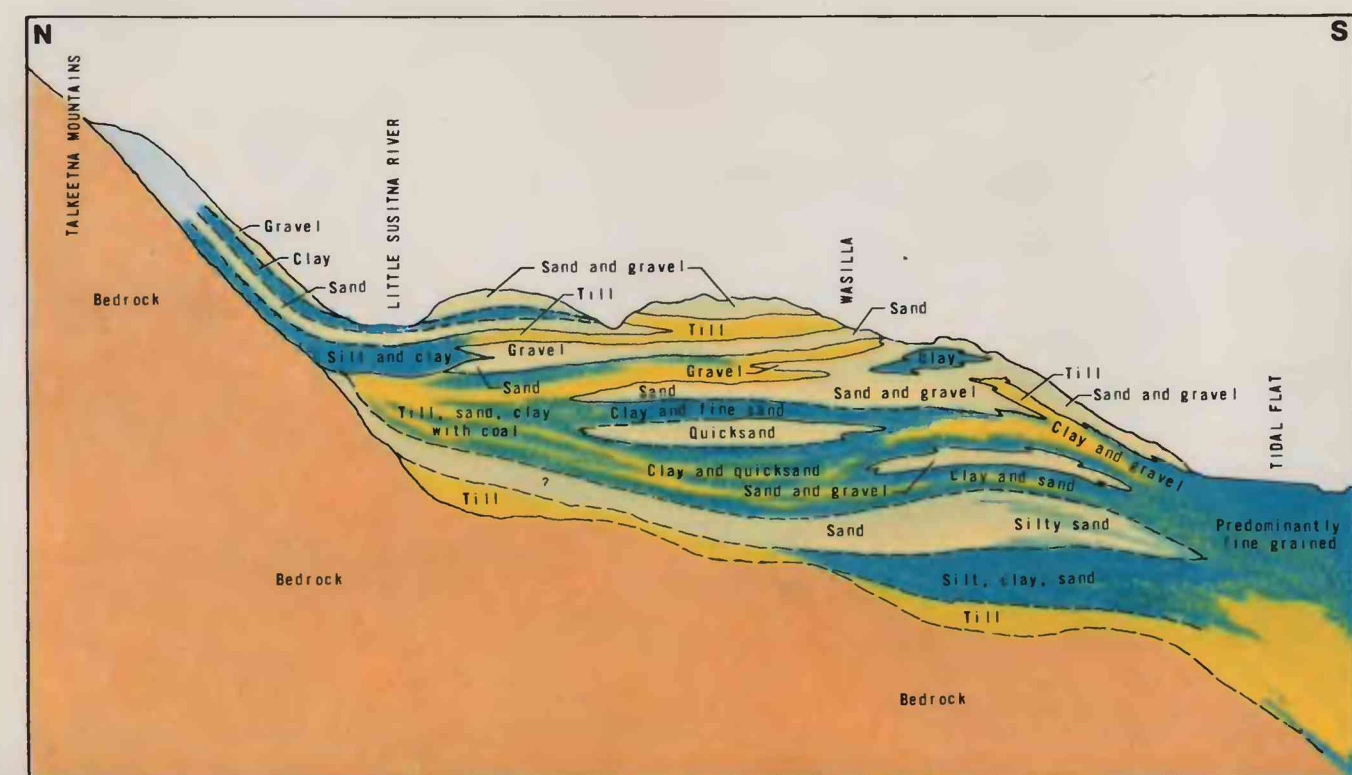 N
S
TALKEETNA MOUNTAINS
LITTLE SUSITNA RIVER
WASILLA
TIDAL FLAT
Gravel
Clay
Sand
Sand and gravel
Till
Sand
Bedrock
Till
Silt and clay
Gravel
Clay
Till
Sand and gravel
Sand
Gravel
Sand
Sand and gravel
Till, sand, clay
with coal
Clay and fine sand
Quicksand
Clay and gravel
Clay and quicksand
Sand and gravel
Clay and sand
?
Till
Sand
Silty sand
Predominantly
fine grained
Bedrock
Silt, clay, sand
Till
Bedrock